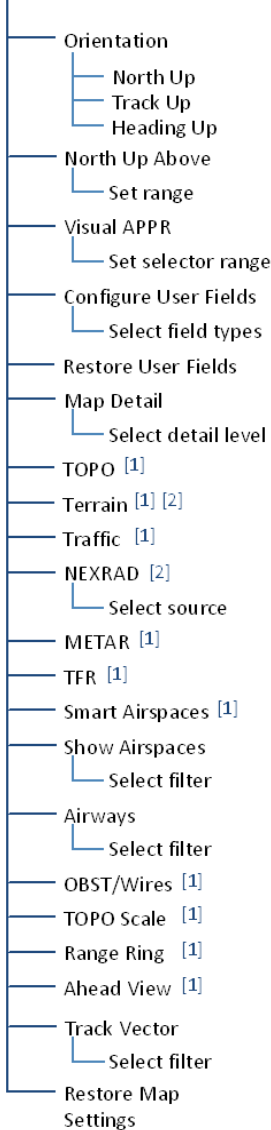 Orientation
North Up
Track Up
Heading Up
North Up Above
Set range
Visual APPR
Set selector range
Configure User Fields
Select field types
Restore User Fields
Map Detail
Select detail level
TOPO [1]
Terrain [1] [2]
Traffic [1]
NEXRAD [2]
Select source
METAR [1]
TFR [1]
Smart Airspaces [1]
Show Airspaces
Select filter
Airways
Select filter
OBST/Wires [1]
TOPO Scale [1]
Range Ring [1]
Ahead View [1]
Track Vector
Select filter
Restore Map
Settings